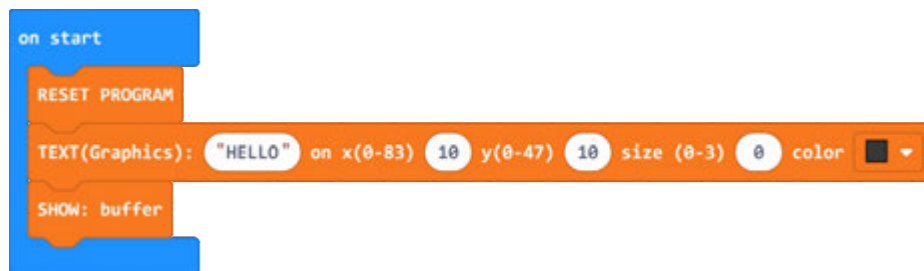 on start
RESET PROGRAM
TEXT(Graphics): "HELLO" on x(0-83) 10 y(0-47) 10 size (0-3) 0 color
SHOW: buffer